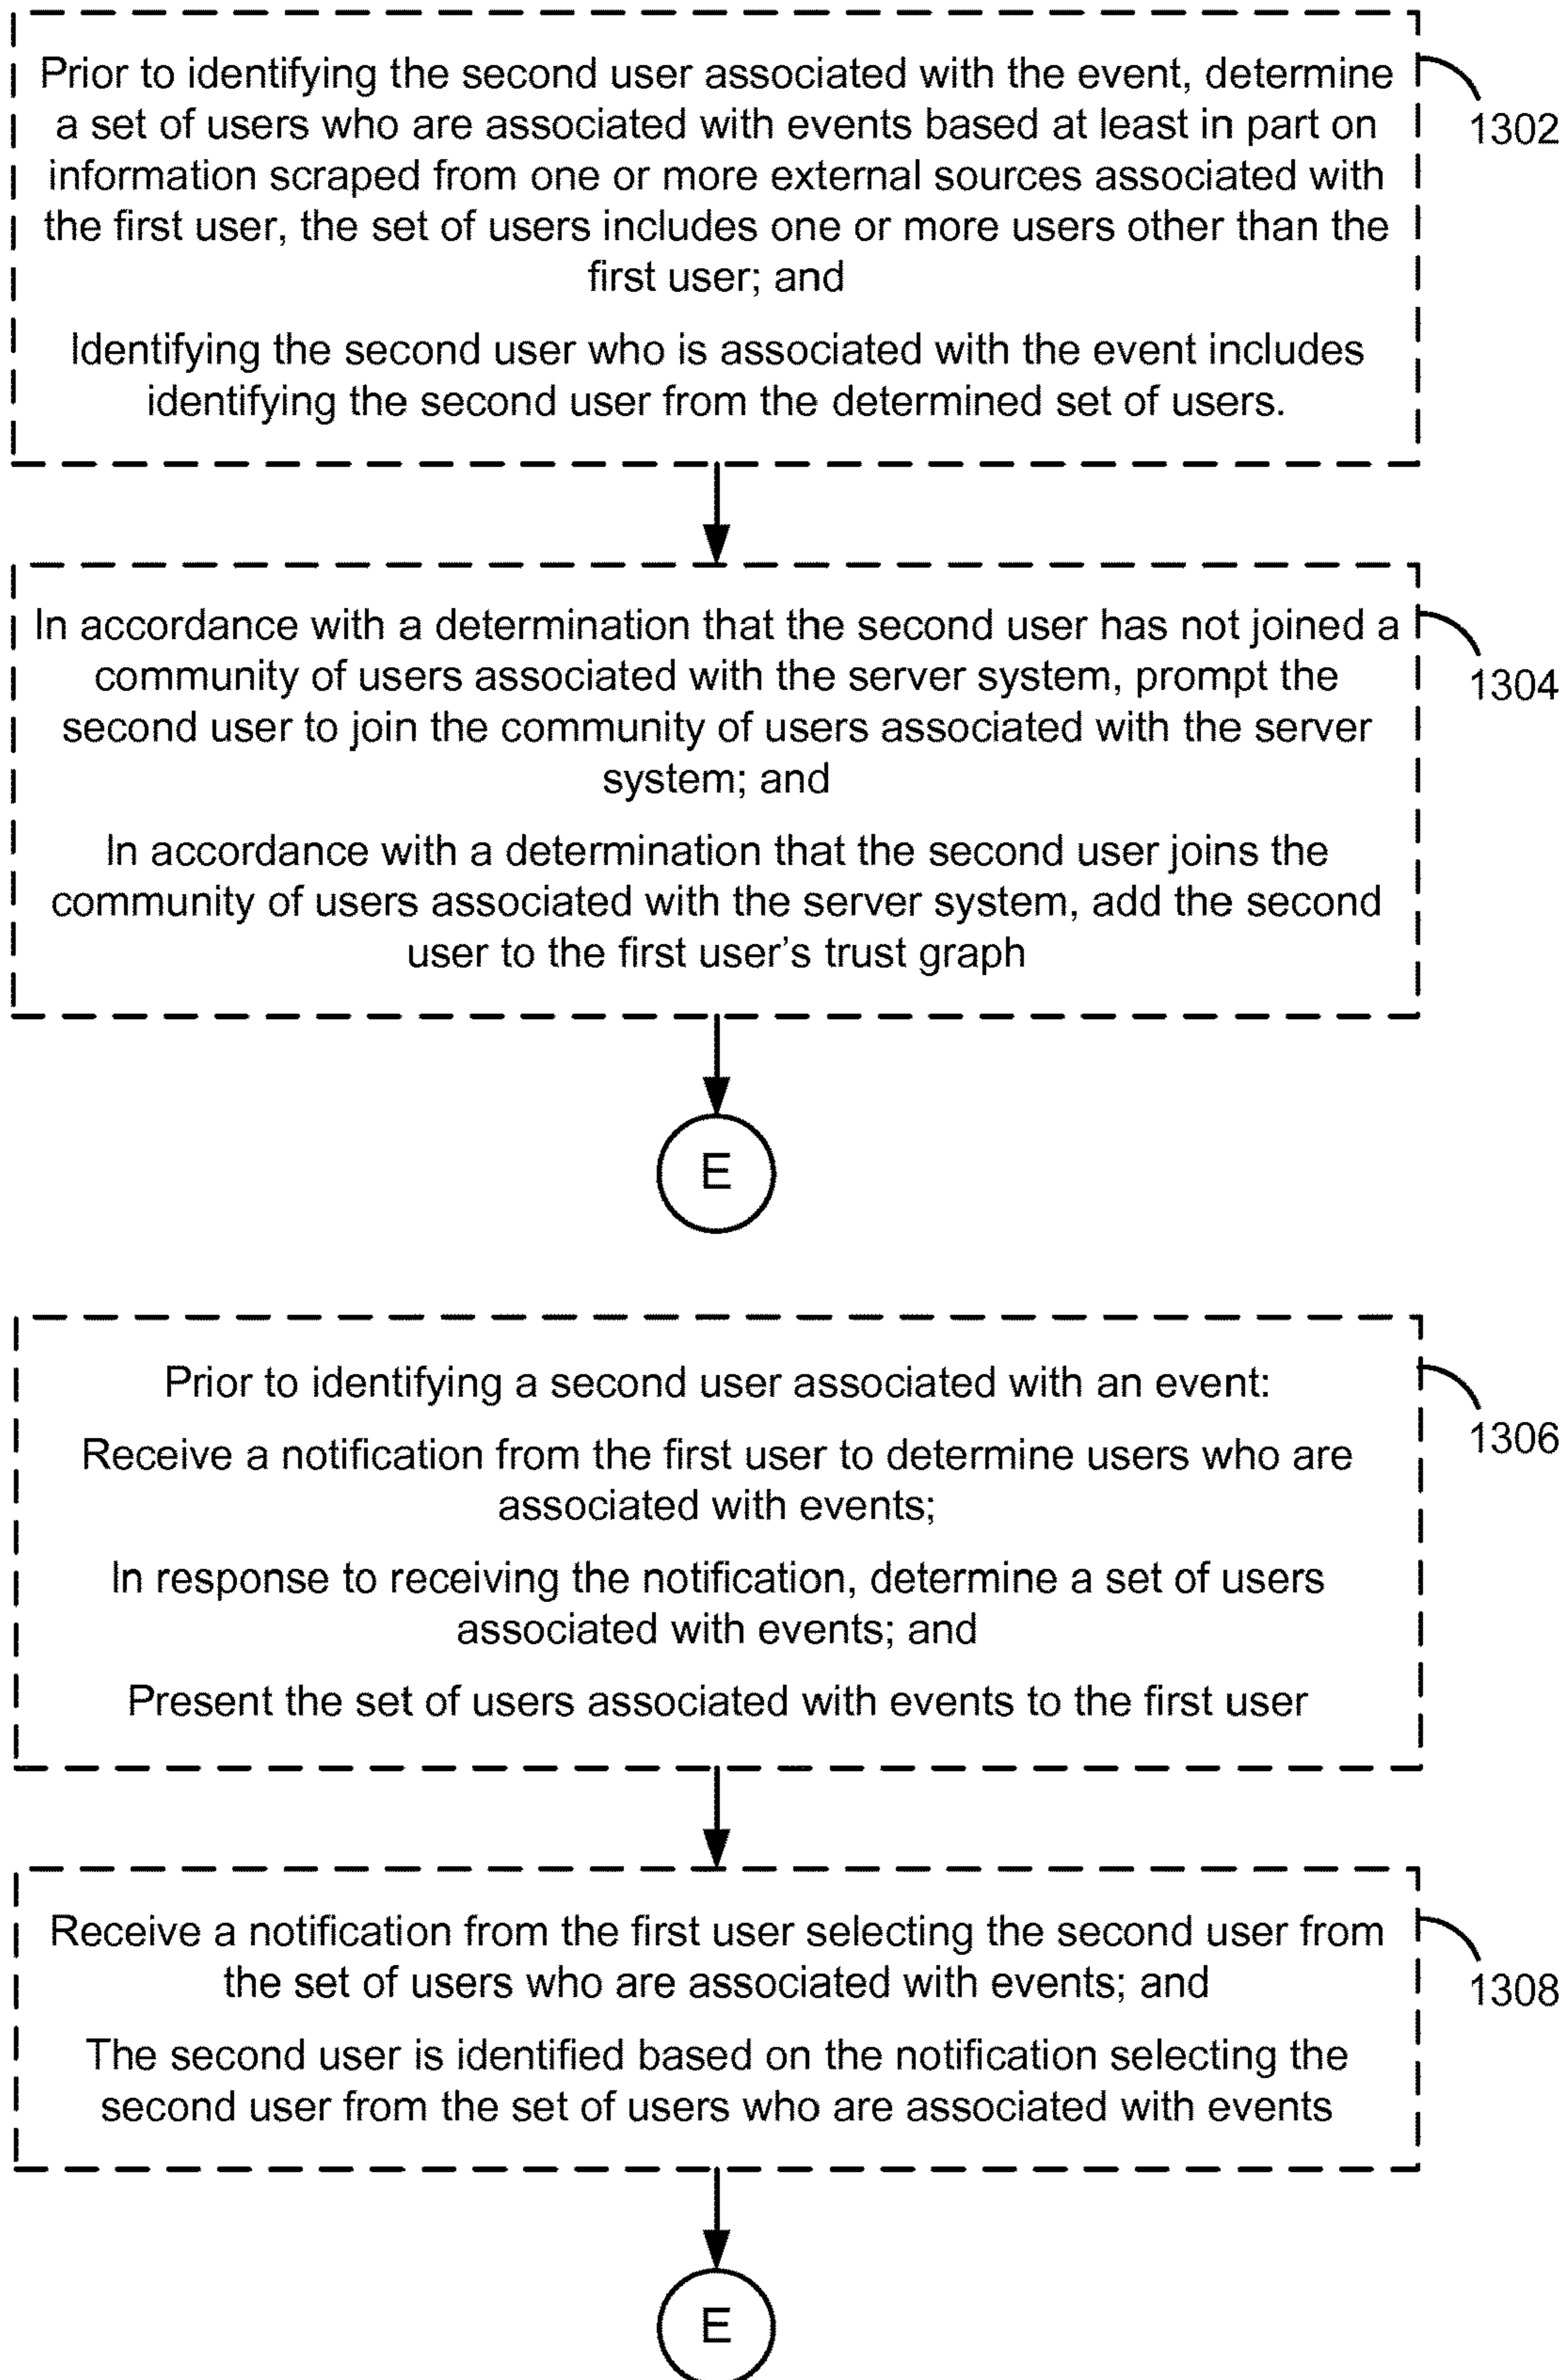 Prior to identifying the second user associated with the event, determine
a set of users who are associated with events based at least in part on
information scraped from one or more external sources associated with
the first user, the set of users includes one or more users other than the
first user; and
Identifying the second user who is associated with the event includes
identifying the second user from the determined set of users.
1302
In accordance with a determination that the second user has not joined a
community of users associated with the server system, prompt the
second user to join the community of users associated with the server
system; and
In accordance with a determination that the second user joins the
community of users associated with the server system, add the second
user to the first user's trust graph
1304
E
Prior to identifying a second user associated with an event:
Receive a notification from the first user to determine users who are
associated with events;
In response to receiving the notification, determine a set of users
associated with events; and
Present the set of users associated with events to the first user
1306
Receive a notification from the first user selecting the second user from
the set of users who are associated with events; and
The second user is identified based on the notification selecting the
second user from the set of users who are associated with events
1308
E